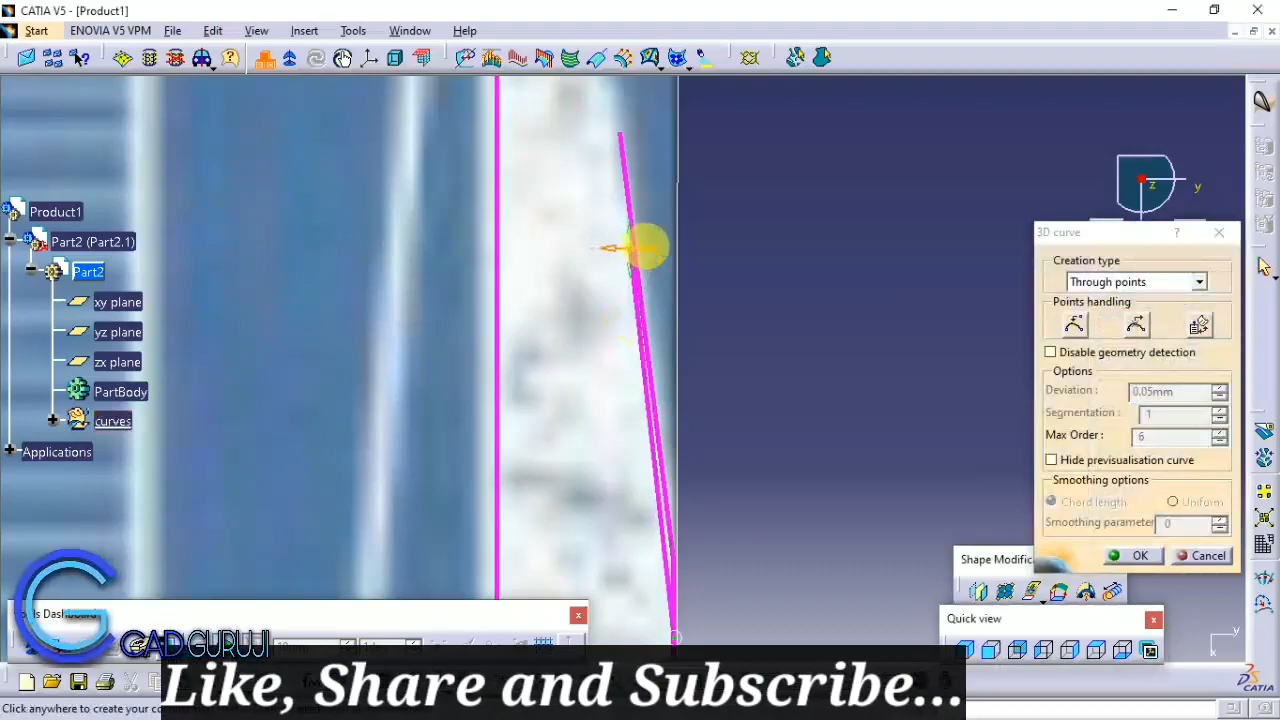 CATIA V5 - [Product1]
Start ENOVIA V5 VPM File Edit View Insert Tools Window Help
z y
Product1
Part2 (Part2.1)
Part2
xy plane
yz plane
zx plane
PartBody
curves
Applications
3D curve ?
Creation type
Through points
Points handling
Disable geometry detection
Options
Deviation : 0.05mm
Segmentation : 1
Max Order : 6
Hide previsualisation curve
Smoothing options
Chord length Uniform
Smoothing parameter 0
OK Cancel
Shape Modific
Quick view
Dashboard
y
x
CAD GURUJI
Like, Share and Subscribe...
CATIA
Click anywhere to create your